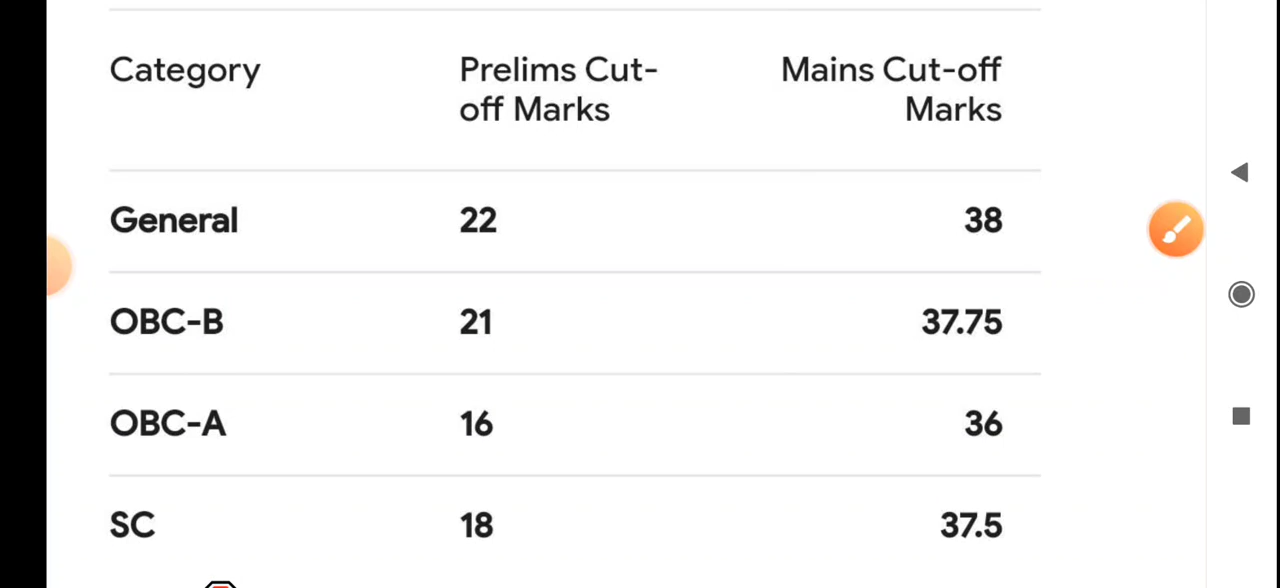 Category Prelims Cut- Mains Cut-off
off Marks Marks
General 22 38
OBC-B 21 37.75
OBC-A 16 36
SC 18 37.5